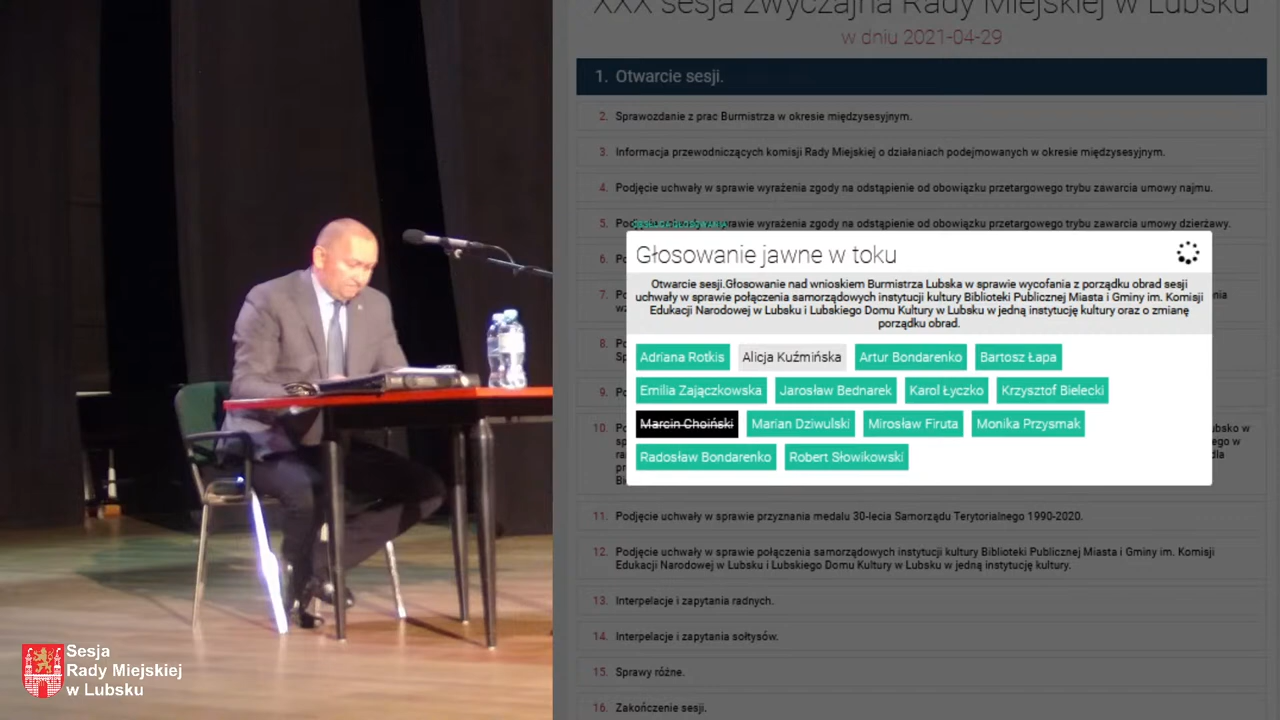 XXX sesja zwyczajna Rady Miejskiej w Lubsku
w dniu 2021-04-29
1. Otwarcie sesji.
2. Sprawozdanie z prac Burmistrza w okresie międzysesyjnym.
3. Informacja przewodniczących komisji Rady Miejskiej o działaniach podejmowanych w okresie międzysesyjnym.
4. Podjęcie uchwały w sprawie wyrażenia zgody na odstąpienie od obowiązku przetargowego trybu zawarcia umowy najmu.
5. Podjęcie uchwały w sprawie wyrażenia zgody na odstąpienie od obowiązku przetargowego trybu zawarcia umowy dzierżawy.
6.
7.
8.
9.
10.
Głosowanie jawne w toku
Otwarcie sesji.Głosowanie nad wnioskiem Burmistrza Lubska w sprawie wycofania z porządku obrad sesji
uchwały w sprawie połączenia samorządowych instytucji kultury Biblioteki Publicznej Miasta i Gminy im. Komisji
Edukacji Narodowej w Lubsku i Lubskiego Domu Kultury w Lubsku w jedną instytucję kultury oraz o zmianę
porządku obrad.
Adriana Rotkis Alicja Kuźmińska Artur Bondarenko Bartosz Łapa
Emilia Zajączkowska Jarosław Bednarek Karol Łyczko Krzysztof Bielecki
Marcin Choiński Marian Dziwulski Mirosław Firuta Monika Przysmak
Radosław Bondarenko Robert Słowikowski
11. Podjęcie uchwały w sprawie przyznania medalu 30-lecia Samorządu Terytorialnego 1990-2020.
12. Podjęcie uchwały w sprawie połączenia samorządowych instytucji kultury Biblioteki Publicznej Miasta i Gminy im. Komisji
Edukacji Narodowej w Lubsku i Lubskiego Domu Kultury w Lubsku w jedną instytucję kultury.
13. Interpelacje i zapytania radnych.
14. Interpelacje i zapytania sołtysów.
15. Sprawy różne.
16. Zakończenie sesji.
Sesja
Rady Miejskiej
w Lubsku